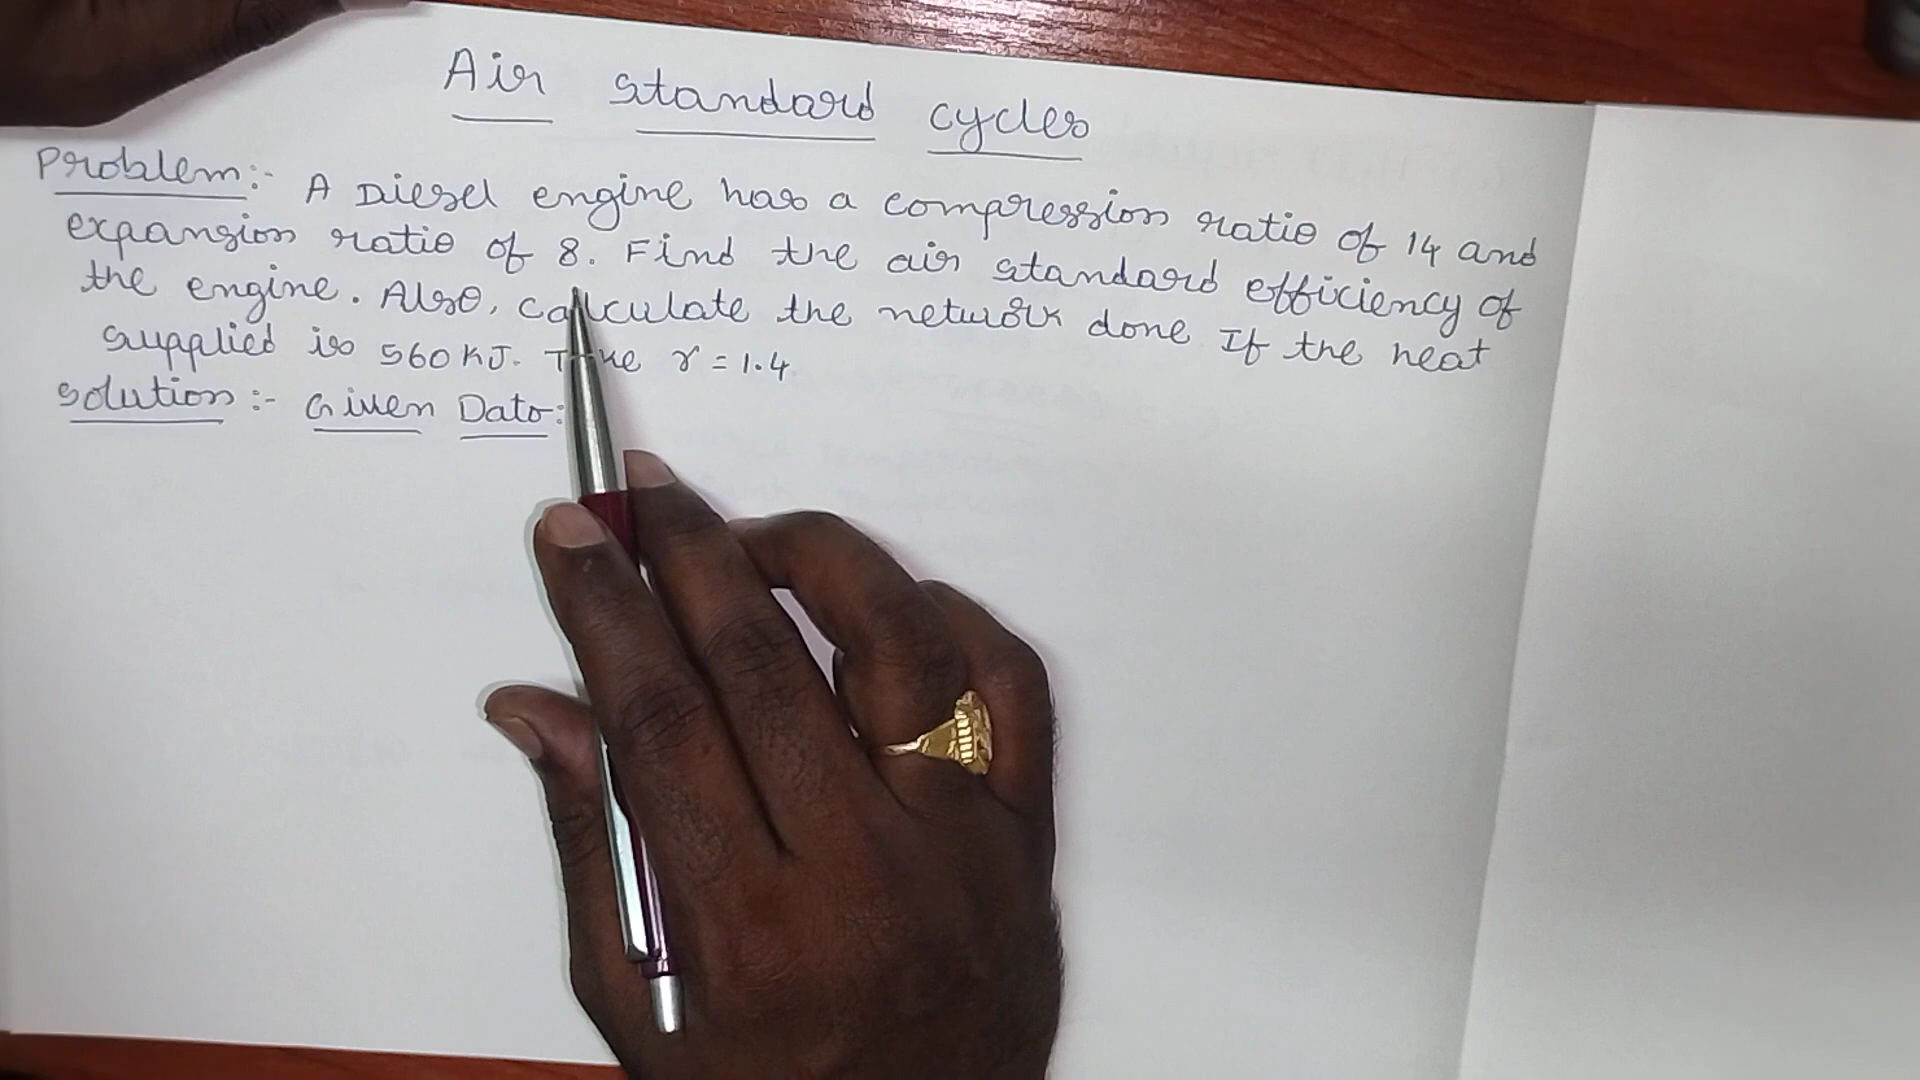 Air standard cycles
Problem:- A Diesel engine has a compression ratio of 14 and
expansion ratio of 8. Find the air standard efficiency of
the engine. Also, calculate the network done If the heat
supplied is 560 KJ. Take γ = 1.4.
Solution:- Given Data: